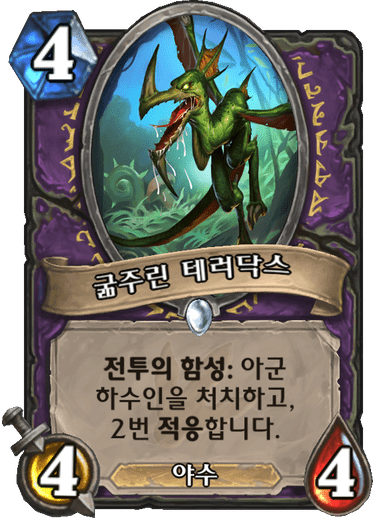 4
굶주린 테러닥스
전투의 함성: 아군
하수인을 처치하고,
2번 적응합니다.
4
야수
4